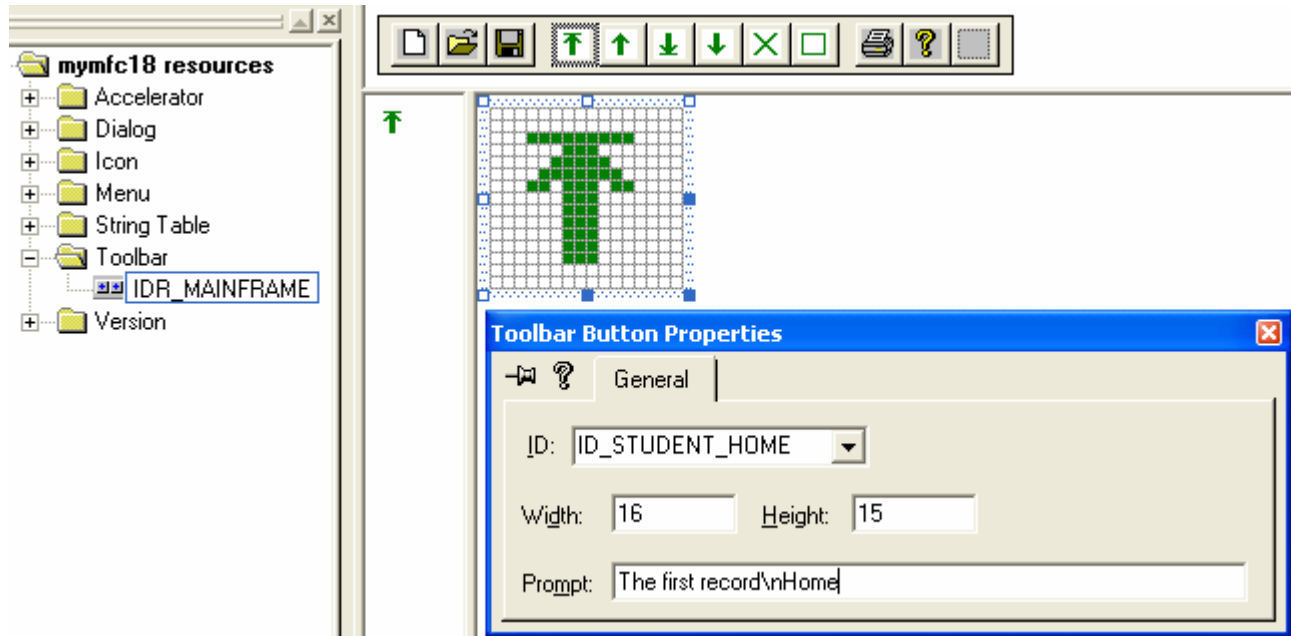 mymfc18 resources
Accelerator
Dialog
Icon
Menu
String Table
Toolbar
IDR_MAINFRAME
Version
Toolbar Button Properties
General
ID: ID_STUDENT_HOME
Width: 16 Height: 15
Prompt: The first record\nHome